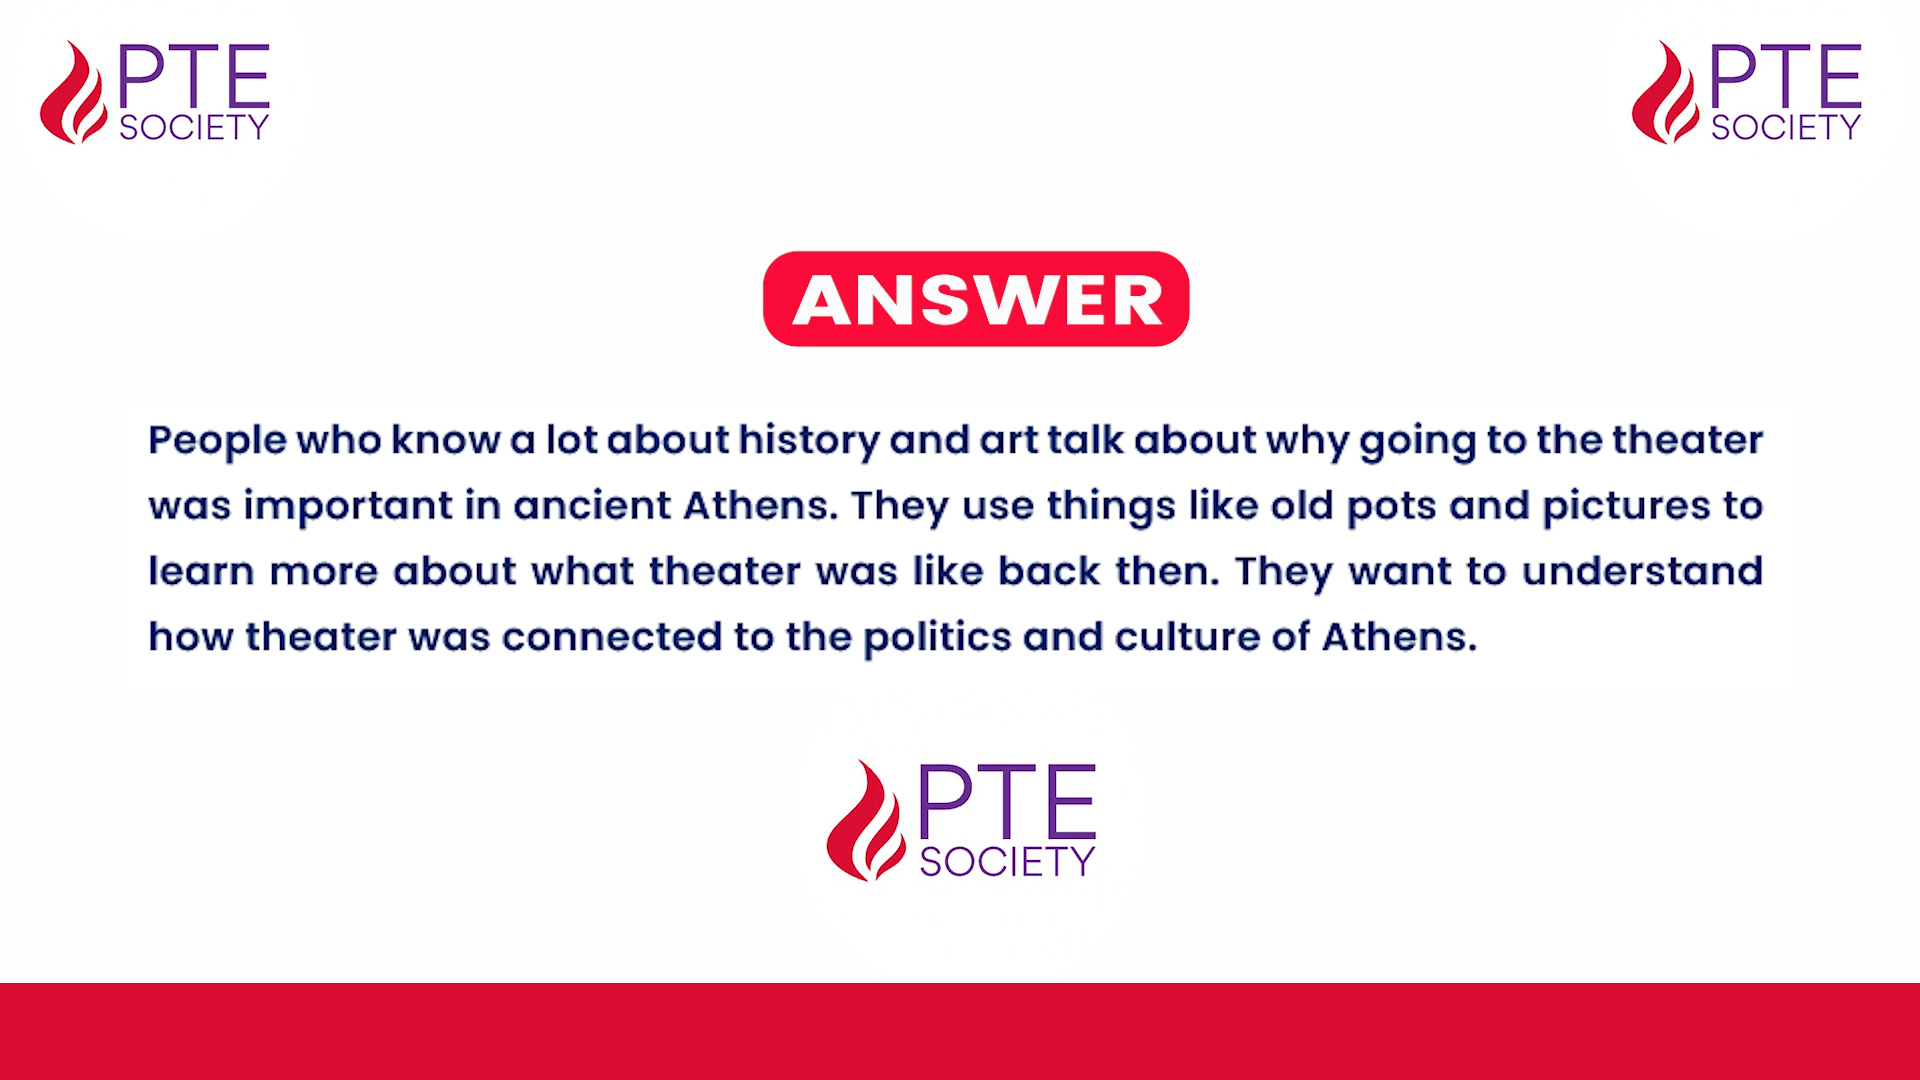 PTE
SOCIETY
PTE
SOCIETY
ANSWER
People who know a lot about history and art talk about why going to the theater
was important in ancient Athens. They use things like old pots and pictures to
learn more about what theater was like back then. They want to understand
how theater was connected to the politics and culture of Athens.
PTE
SOCIETY